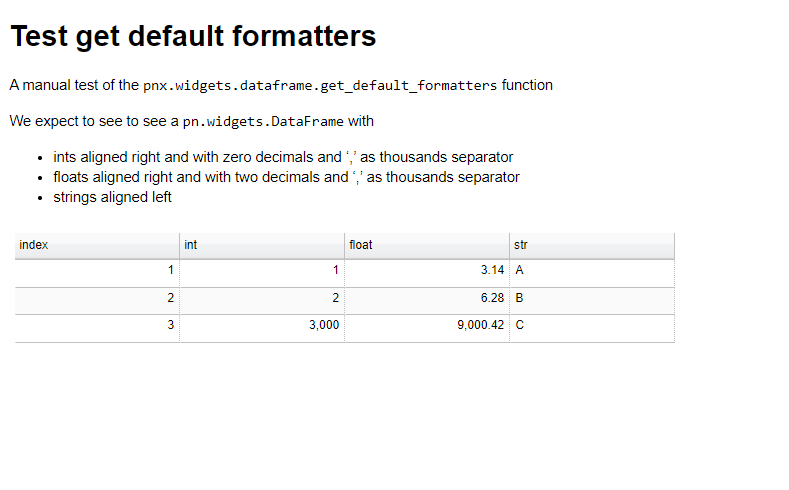 Test get default formatters
A manual test of the pnx.widgets.dataframe.get_default_formatters function
We expect to see to see a pn.widgets.DataFrame with
• ints aligned right and with zero decimals and ‘,’ as thousands separator
• floats aligned right and with two decimals and ‘,’ as thousands separator
• strings aligned left
index int float str
1 1 3.14 A
2 2 6.28 B
3 3,000 9,000.42 C